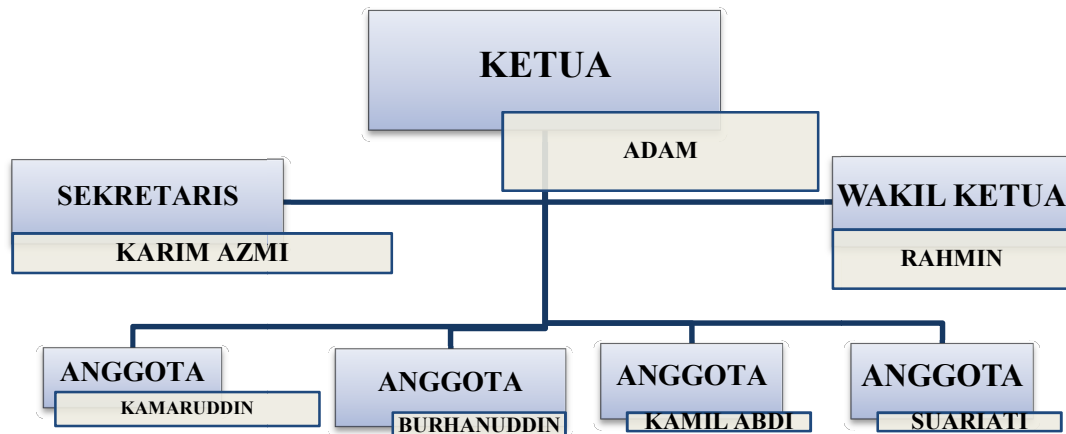 KETUA
ADAM
SEKRETARIS
KARIM AZMI
WAKIL KETUA
RAHMIN
ANGGOTA
KAMARUDDIN
ANGGOTA
BURHANUDDIN
ANGGOTA
KAMIL ABDI
ANGGOTA
SUARIATI